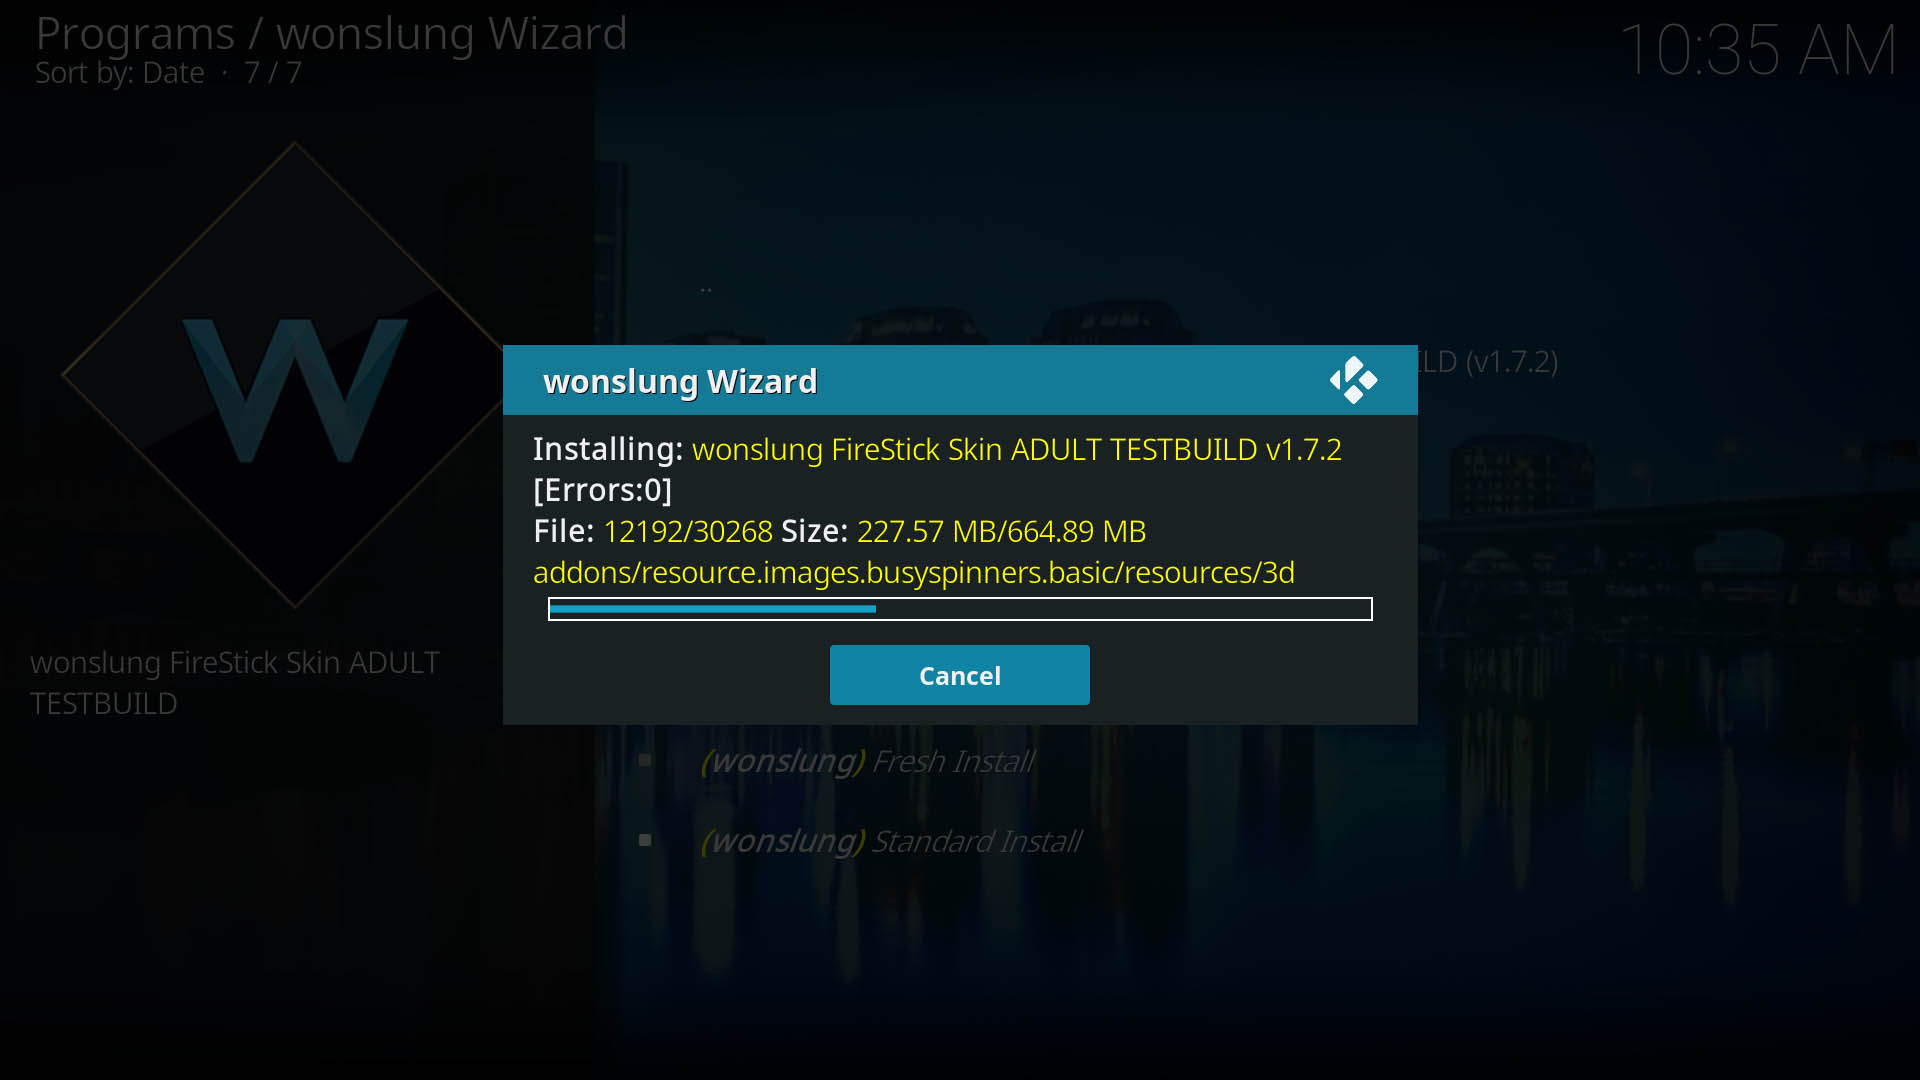 Programs / wonslung Wizard
Sort by: Date · 7 / 7
10:35 AM
..
ILD (v1.7.2)
wonslung Wizard
Installing: wonslung FireStick Skin ADULT TESTBUILD v1.7.2
[Errors:0]
File: 12192/30268 Size: 227.57 MB/664.89 MB
addons/resource.images.busyspinners.basic/resources/3d
Cancel
wonslung FireStick Skin ADULT
TESTBUILD
(wonslung) Fresh Install
(wonslung) Standard Install